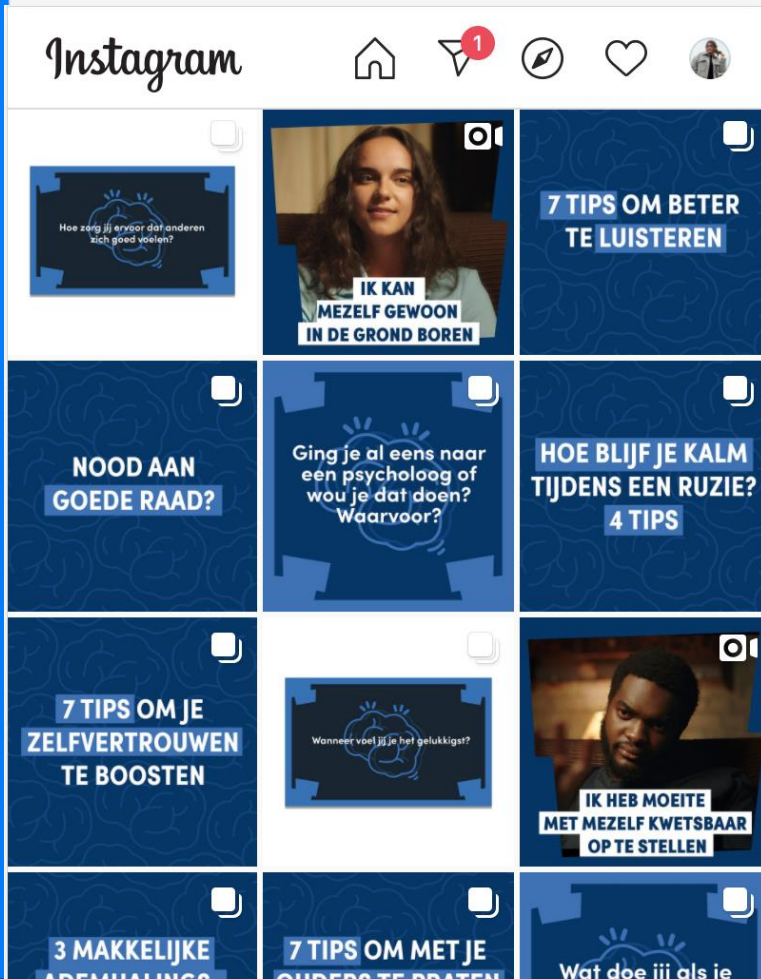 Instagram
1
Hoe zorg jij ervoor dat anderen
zich goed voelen?
IK KAN
MEZELF GEWOON
IN DE GROND BOREN
7 TIPS OM BETER
TE LUISTEREN
NOOD AAN
GOEDE RAAD?
Ging je al eens naar
een psycholoog of
wou je dat doen?
Waarvoor?
HOE BLIJF JE KALM
TIJDENS EEN RUZIE?
4 TIPS
7 TIPS OM JE
ZELFVERTROUWEN
TE BOOSTEN
Wanneer voel jij je het gelukkigst?
IK HEB MOEITE
MET MEZELF KWETSBAAR
OP TE STELLEN
3 MAKKELIJKE
ADEMHALINGS-
7 TIPS OM MET JE
OUDERS TE PRATEN
Wat doe jij als je